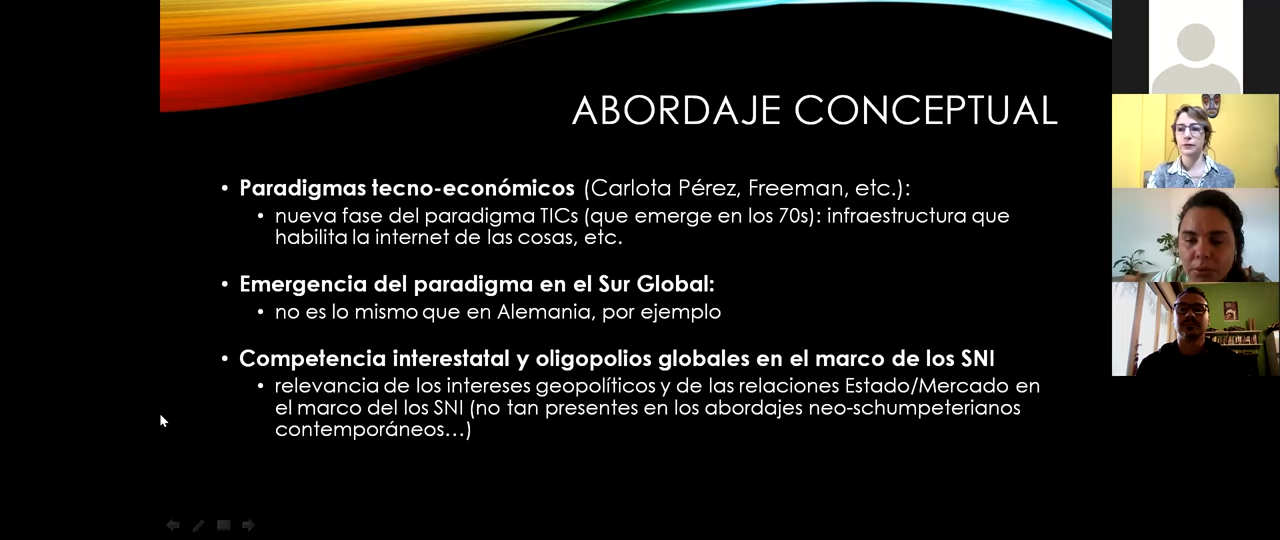 ABORDAJE CONCEPTUAL
• Paradigmas tecno-económicos (Carlota Pérez, Freeman, etc.):
• nueva fase del paradigma TICs (que emerge en los 70s): infraestructura que
habilita la internet de las cosas, etc.
• Emergencia del paradigma en el Sur Global:
• no es lo mismo que en Alemania, por ejemplo
• Competencia interestatal y oligopolios globales en el marco de los SNI
• relevancia de los intereses geopolíticos y de las relaciones Estado/Mercado en
el marco del los SNI (no tan presentes en los abordajes neo-schumpeterianos
contemporáneos...)